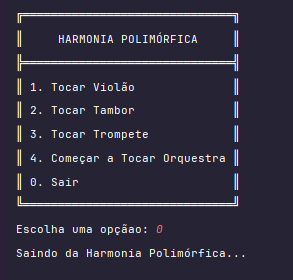 HARMONIA POLIMÓRFICA
1. Tocar Violão
2. Tocar Tambor
3. Tocar Trompete
4. Começar a Tocar Orquestra
0. Sair
Escolha uma opçãao: 0
Saindo da Harmonia Polimórfica...